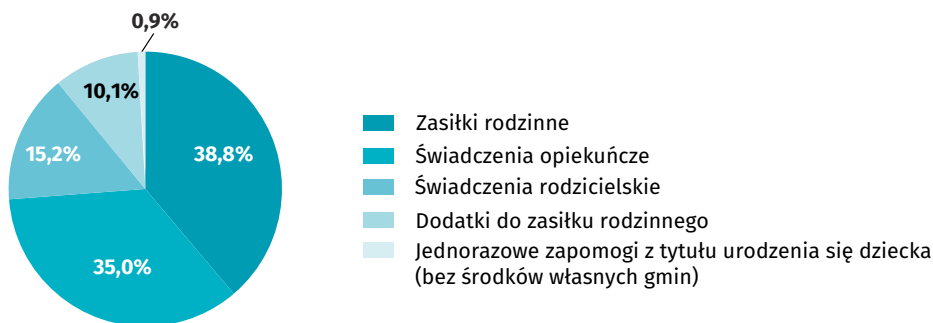 0,9%
10,1%
15,2%
38,8%
35,0%
Zasiłki rodzinne
Świadczenia opiekuńcze
Świadczenia rodzicielskie
Dodatki do zasiłku rodzinnego
Jednorazowe zapomogi z tytułu urodzenia się dziecka
(bez środków własnych gmin)